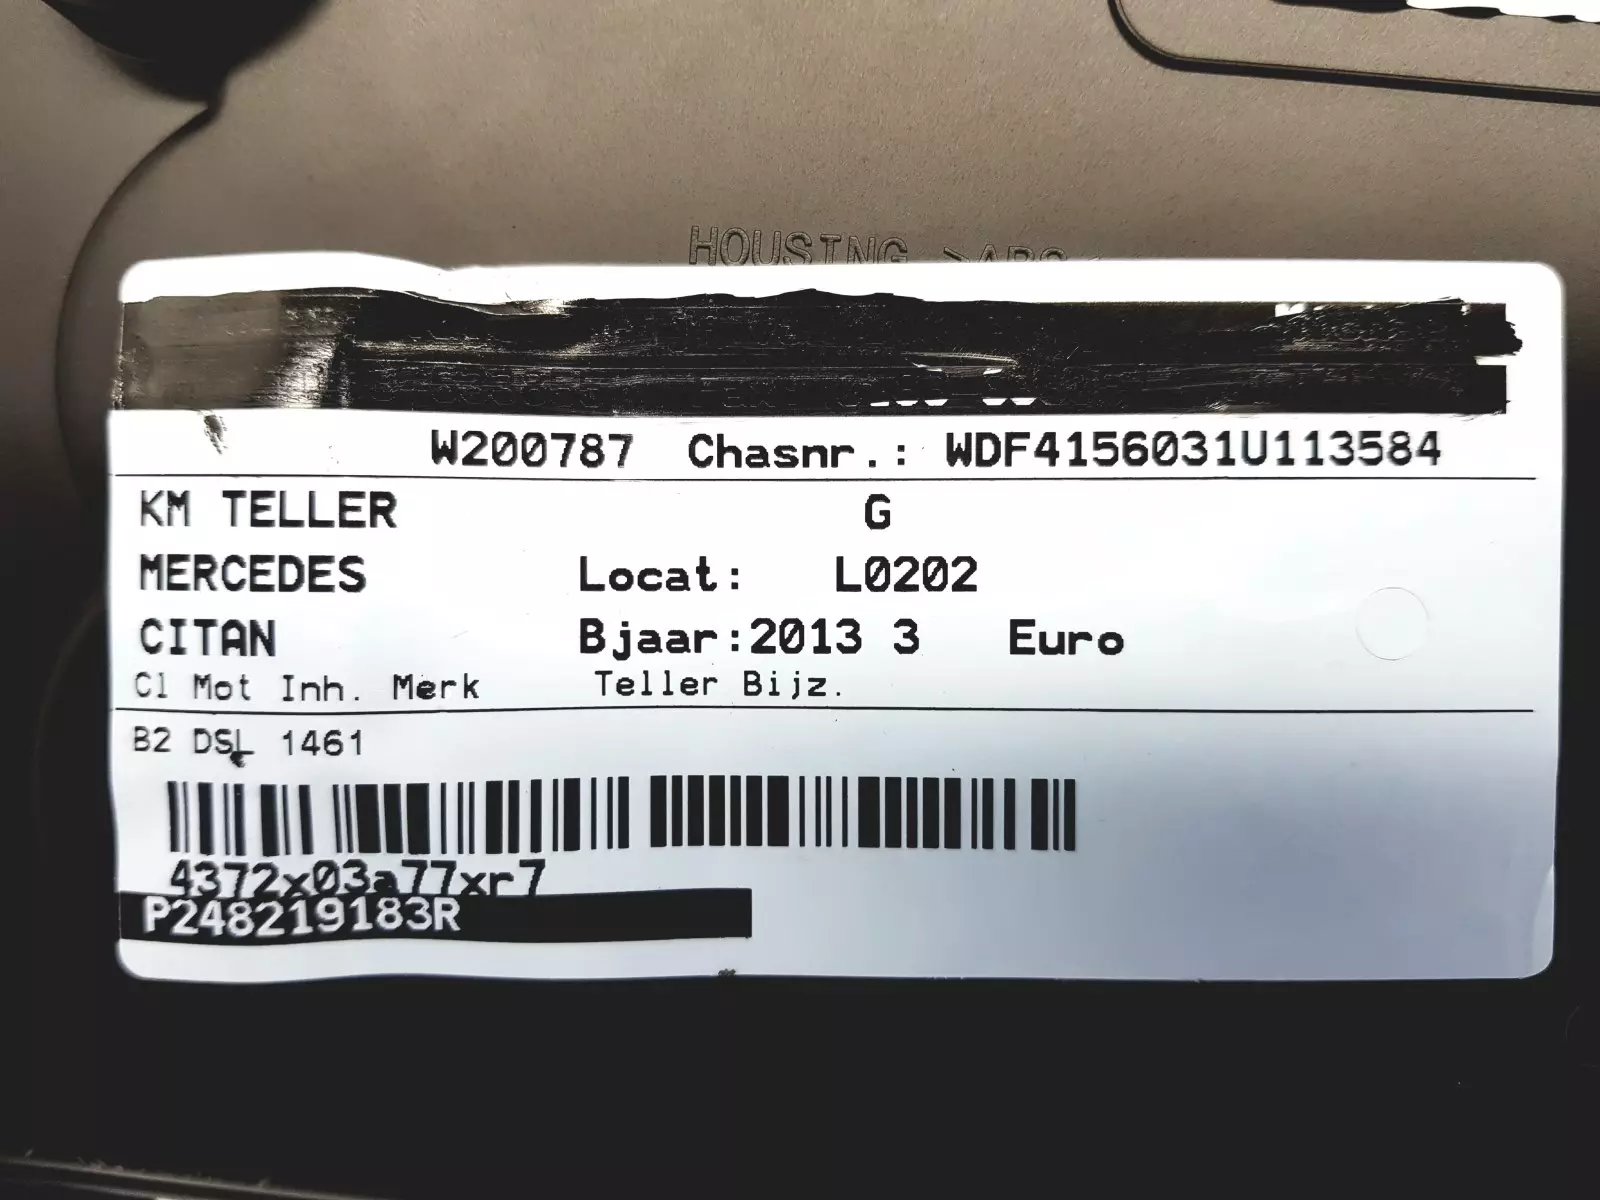 HOUSING >ABS
W200787 Chasnr.: WDF4156031U113584
KM TELLER G
MERCEDES Locat: L0202
CITAN Bjaar:2013 3 Euro
Cl Mot Inh. Merk Teller Bijz.
B2 DSL 1461
4372x03a77xr7
P248219183R